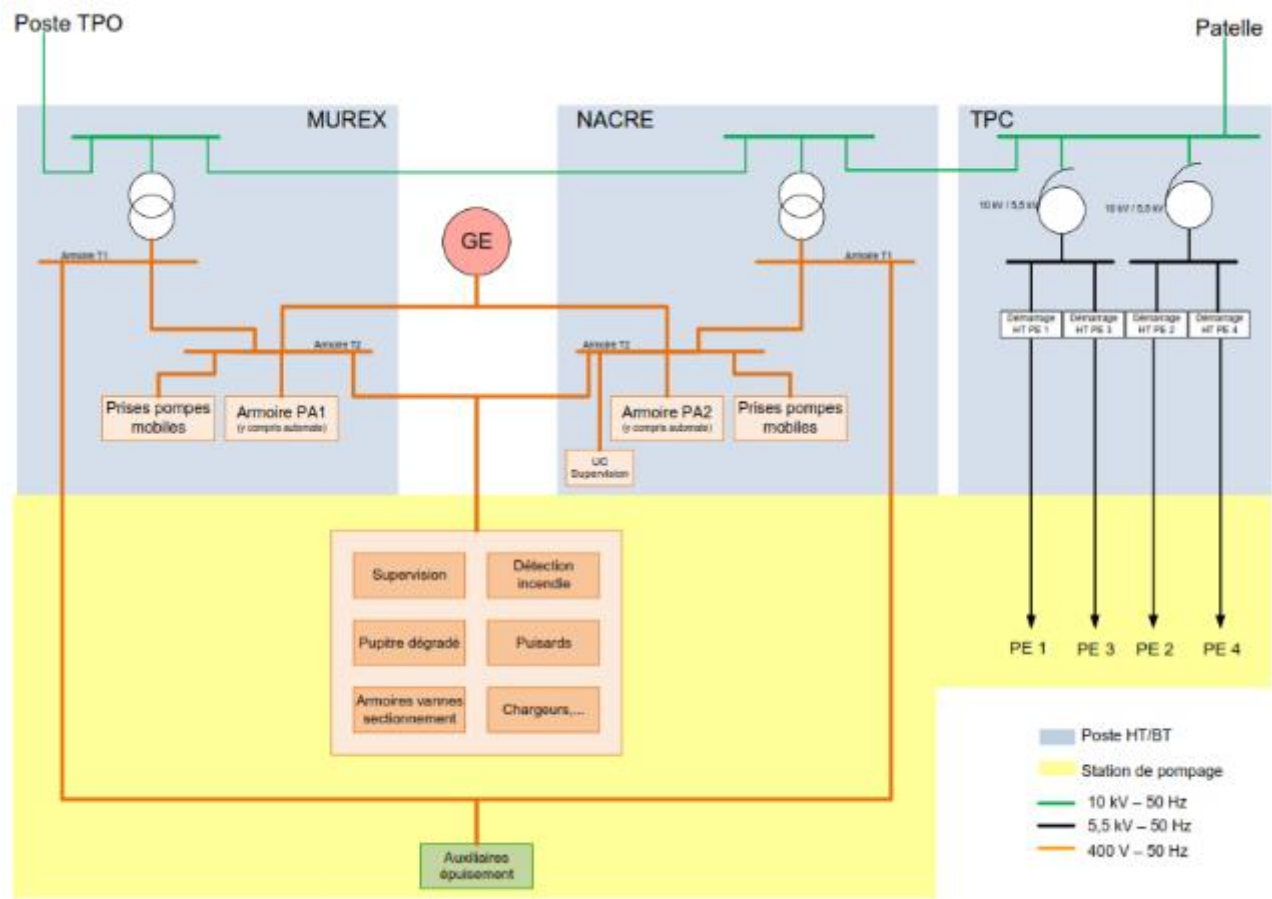 Poste TPO
Patelle
MUREX
NACRE
TPC
10 kV / 5,5 kV
10 kV / 5,5 kV
GE
Armoire T1
Armoire T1
Démarrage
HT PE 1
Démarrage
HT PE 3
Démarrage
HT PE 2
Démarrage
HT PE 4
Armoire T2
Armoire T2
Prises pompes
mobiles
Armoire PA1
(y compris automate)
Armoire PA2
(y compris automate)
Prises pompes
mobiles
UC
Supervision
Supervision
Détection
incendie
Pupitre dégradé
Puisards
Armoires vannes
sectionnement
Chargeurs,...
PE 1
PE 3
PE 2
PE 4
Poste HT/BT
Station de pompage
10 kV – 50 Hz
5,5 kV – 50 Hz
400 V – 50 Hz
Auxiliaires
épuisement